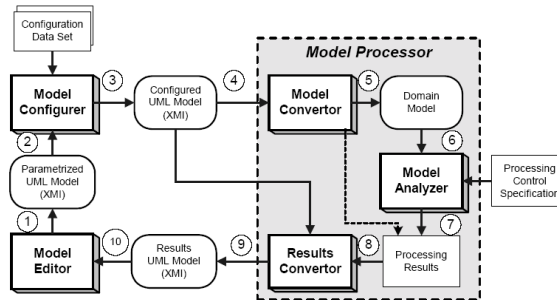 Configuration
Data Set
Model Processor
3
4
5
Model
Configurer
Configured
UML Model
(XMI)
Model
Convertor
Domain
Model
2
6
Parametrized
UML Model
(XMI)
Model
Analyzer
Processing
Control
Specification
1
7
10
9
8
Model
Editor
Results
UML Model
(XMI)
Results
Convertor
Processing
Results